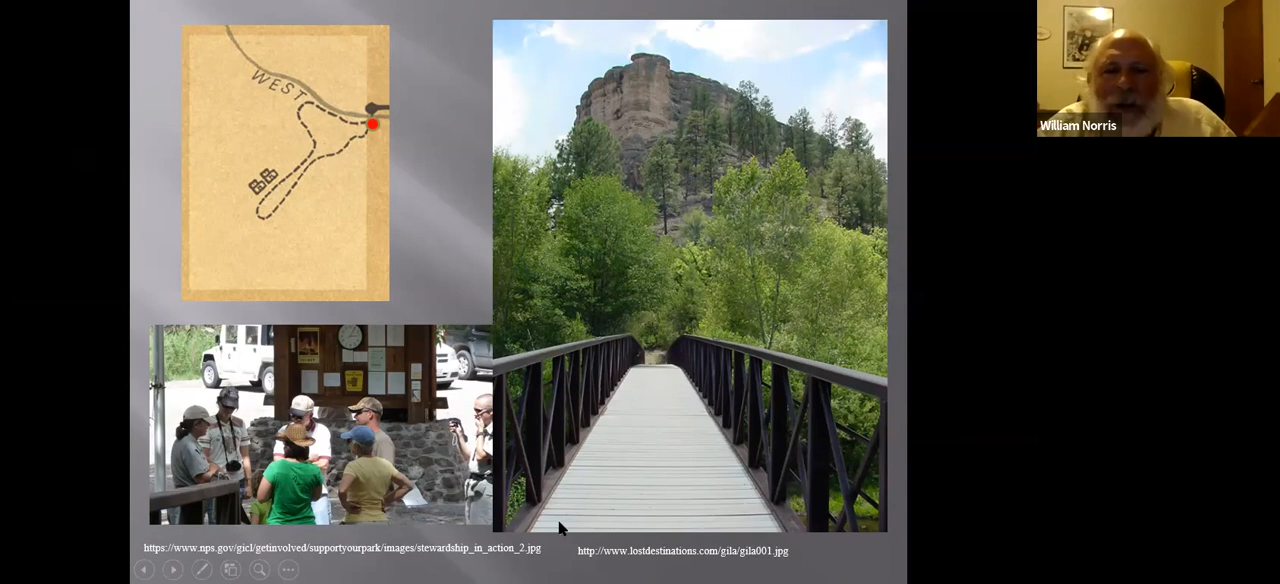 WEST
William Norris
https://www.nps.gov/gicl/getinvolved/supportyourpark/images/stewardship_in_action_2.jpg
http://www.lostdestinations.com/gila/gila001.jpg